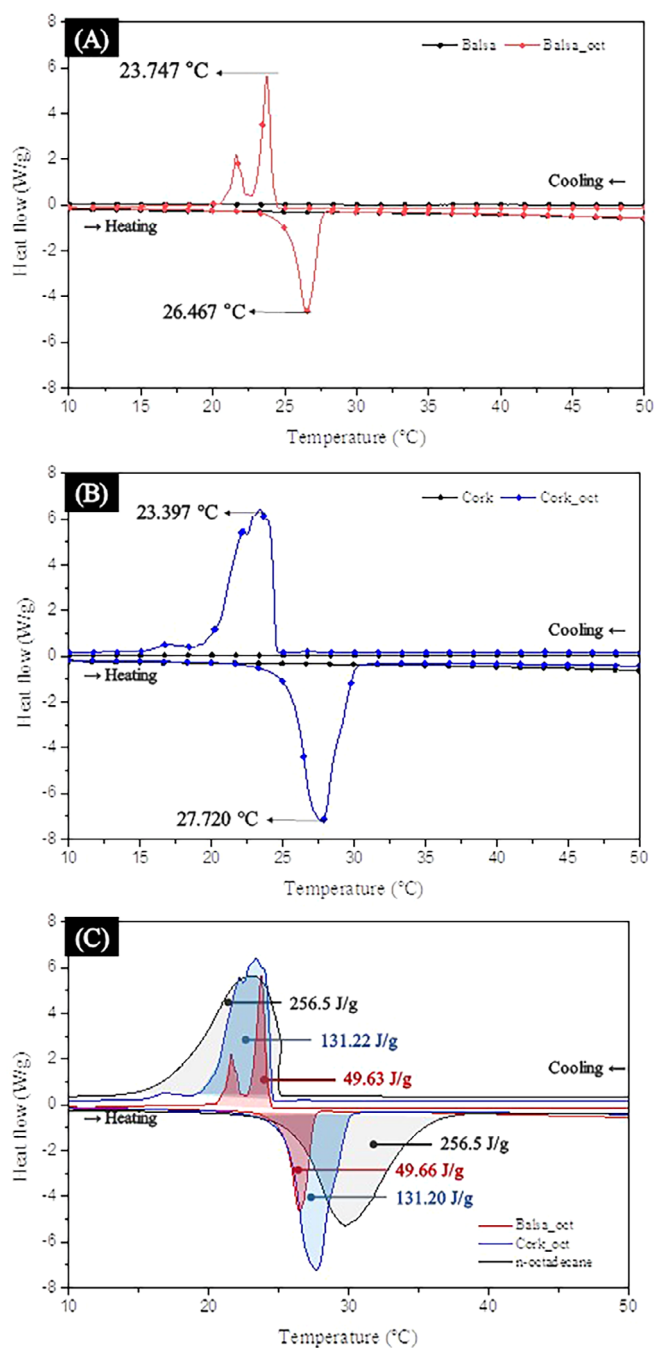 (A)
Balsa Balsa_oct
23.747 °C
Cooling ←
→ Heating
26.467 °C
Heat flow (W/g)
8
6
4
2
0
-2
-4
-6
-8
10 15 20 25 30 35 40 45 50
Temperature (°C)
(B)
Cork Cork_oct
23.397 °C
Cooling ←
→ Heating
27.720 °C
Heat flow (W/g)
8
6
4
2
0
-2
-4
-6
-8
10 15 20 25 30 35 40 45 50
Temperature (°C)
(C)
256.5 J/g
131.22 J/g
49.63 J/g
Cooling ←
→ Heating
256.5 J/g
49.66 J/g
131.20 J/g
Balsa_oct
Cork_oct
n-octadecane
Heat flow (W/g)
8
6
4
2
0
-2
-4
-6
-8
10 20 30 40 50
Temperature (°C)